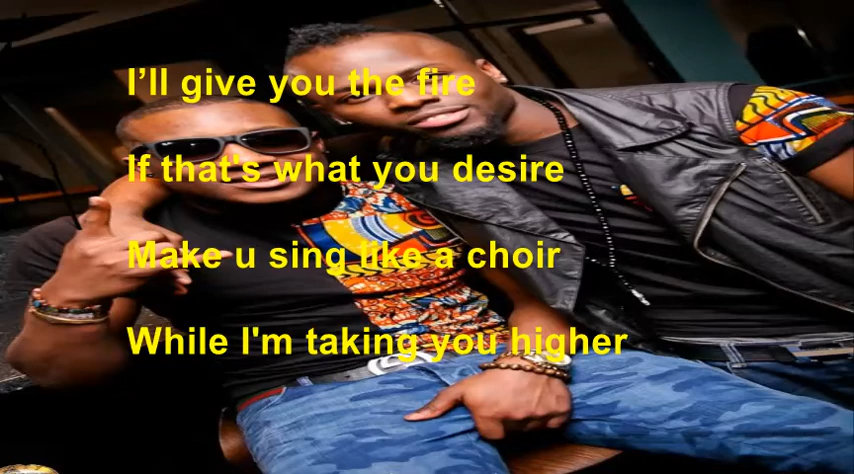 I’ll give you the fire
If that's what you desire
Make u sing like a choir
While I'm taking you higher